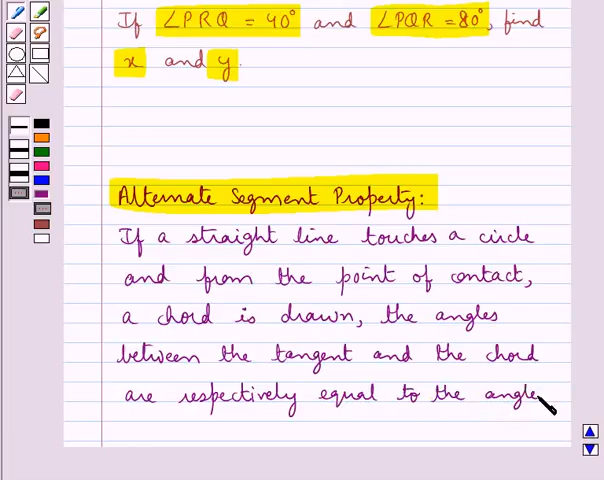 If ∠PRQ = 40° and ∠PQR = 80°, find
x and y.
Alternate Segment Property:
If a straight line touches a circle
and from the point of contact,
a chord is drawn, the angles
between the tangent and the chord
are respectively equal to the angle